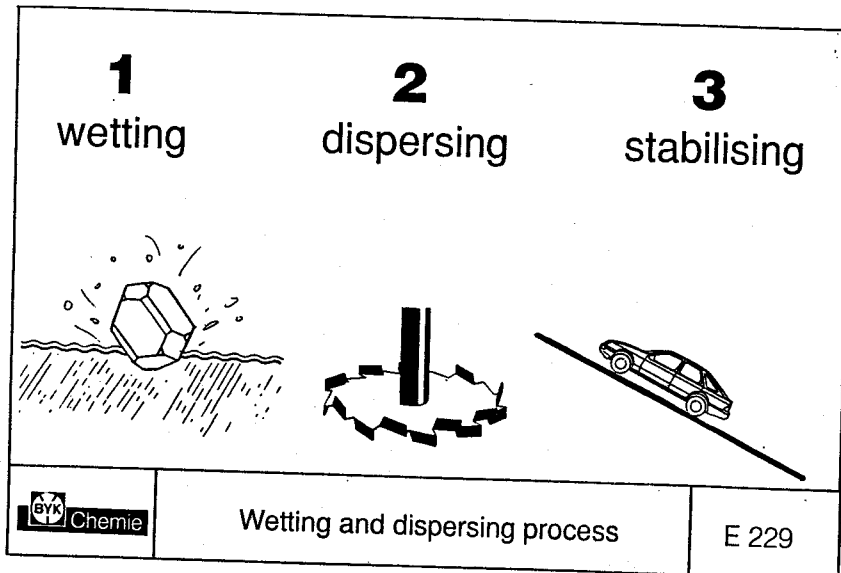 1
wetting
2
dispersing
3
stabilising
BYK
Chemie
Wetting and dispersing process
E 229